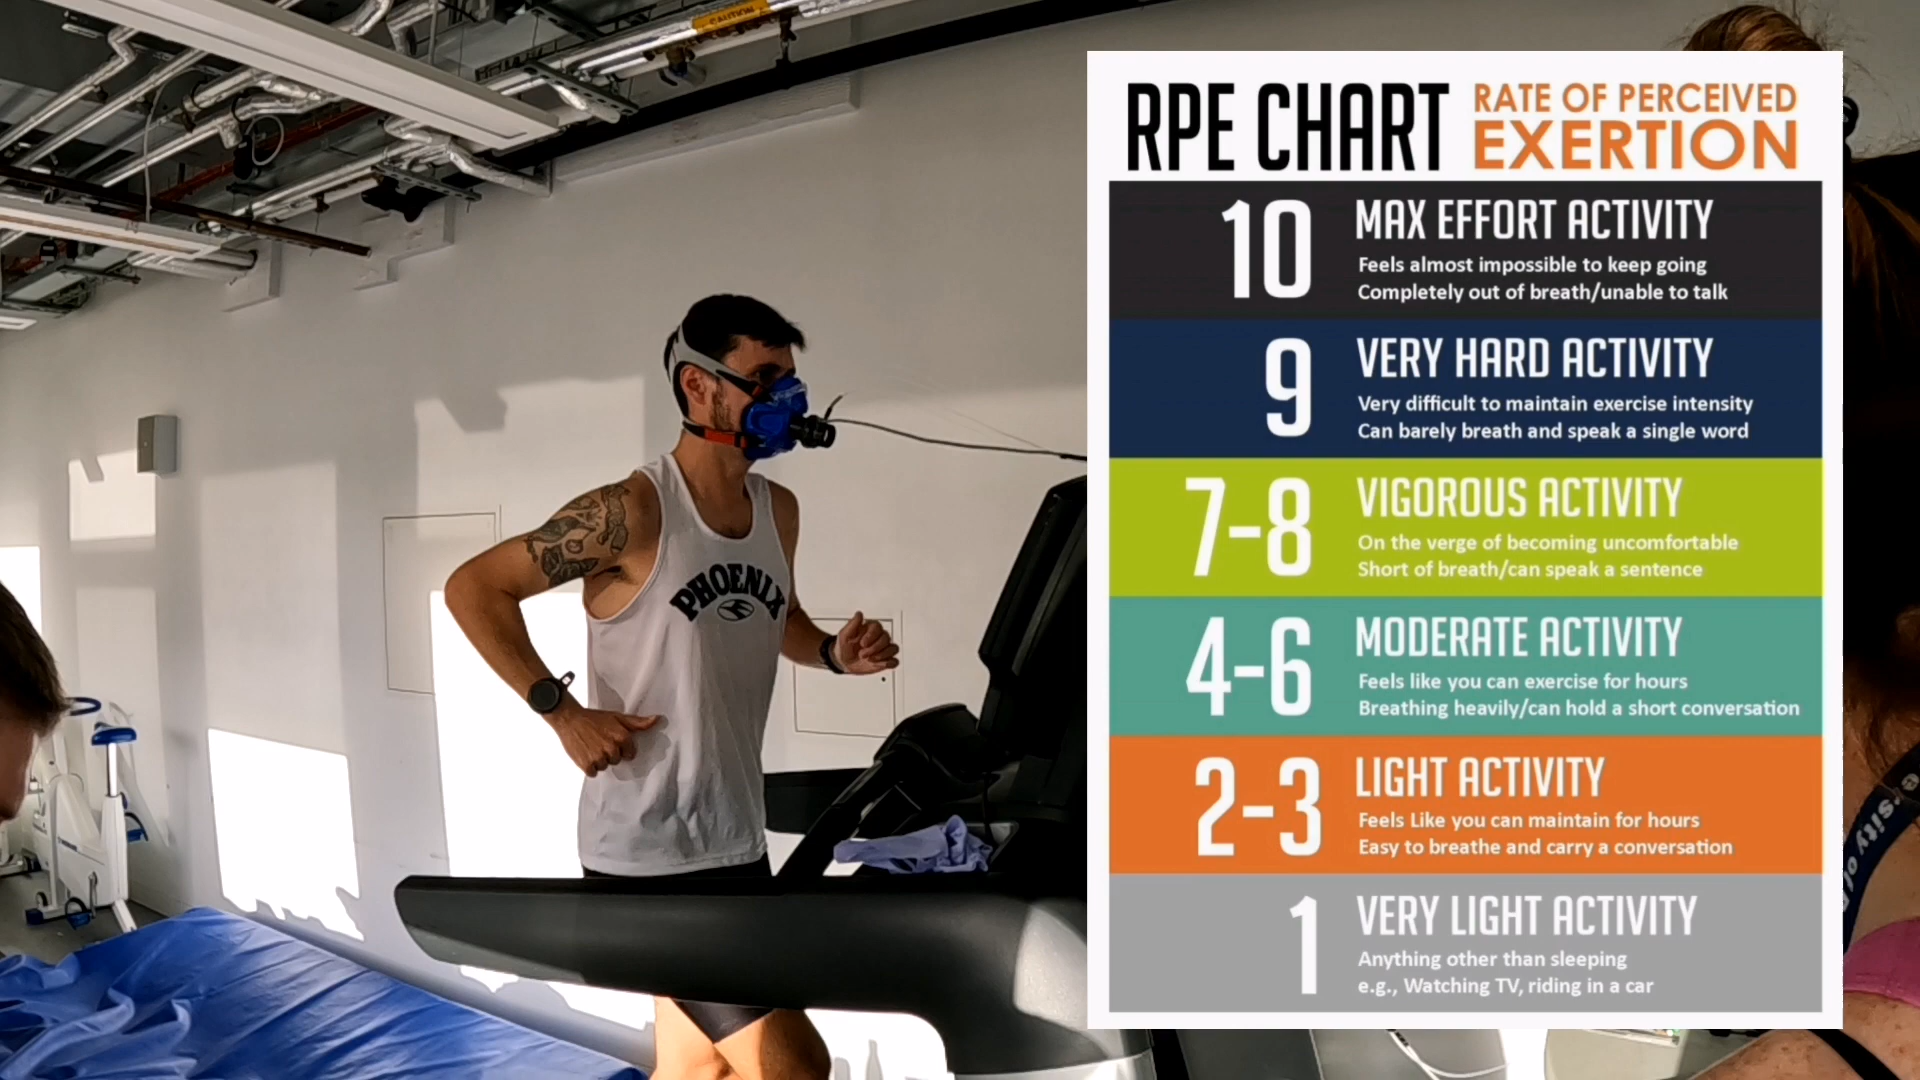 CAUTION
RPE CHART
RATE OF PERCEIVED
EXERTION
10
MAX EFFORT ACTIVITY
Feels almost impossible to keep going
Completely out of breath/unable to talk
9
VERY HARD ACTIVITY
Very difficult to maintain exercise intensity
Can barely breath and speak a single word
7-8
VIGOROUS ACTIVITY
On the verge of becoming uncomfortable
Short of breath/can speak a sentence
4-6
MODERATE ACTIVITY
Feels like you can exercise for hours
Breathing heavily/can hold a short conversation
2-3
LIGHT ACTIVITY
Feels Like you can maintain for hours
Easy to breathe and carry a conversation
1
VERY LIGHT ACTIVITY
Anything other than sleeping
e.g., Watching TV, riding in a car
PHOENIX